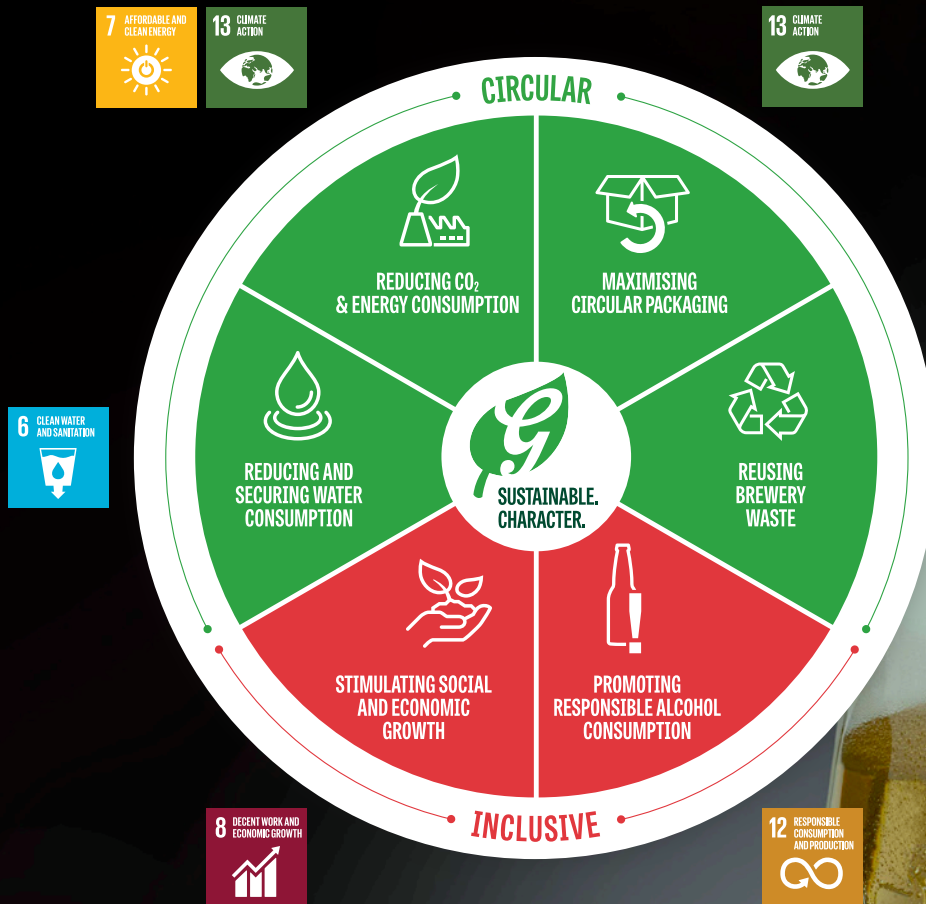 7 AFFORDABLE AND
CLEAN ENERGY
13 CLIMATE
ACTION
13 CLIMATE
ACTION
CIRCULAR
REDUCING CO₂
& ENERGY CONSUMPTION
MAXIMISING
CIRCULAR PACKAGING
6 CLEAN WATER
AND SANITATION
REDUCING AND
SECURING WATER
CONSUMPTION
G
SUSTAINABLE.
CHARACTER.
REUSING
BREWERY
WASTE
STIMULATING SOCIAL
AND ECONOMIC
GROWTH
PROMOTING
RESPONSIBLE ALCOHOL
CONSUMPTION
INCLUSIVE
8 DECENT WORK AND
ECONOMIC GROWTH
12 RESPONSIBLE
CONSUMPTION
AND PRODUCTION